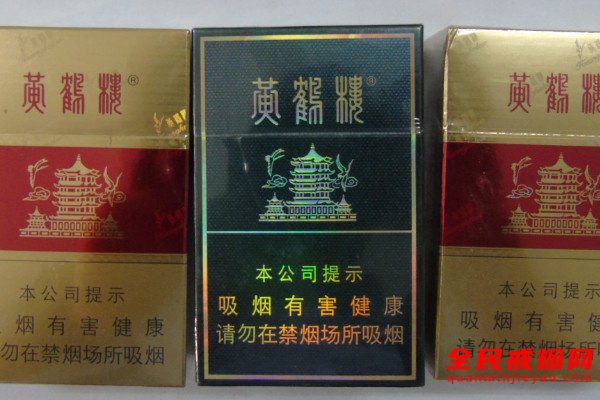 黄鹤楼®
本公司提示
吸烟有害健康
勿在禁烟场所吸烟
黄鹤楼®
本公司提示
吸烟有害健康
请勿在禁烟场所吸烟
黄鹤楼
本公司提示
吸烟有害健
请勿在禁烟场所
全民戒烟网